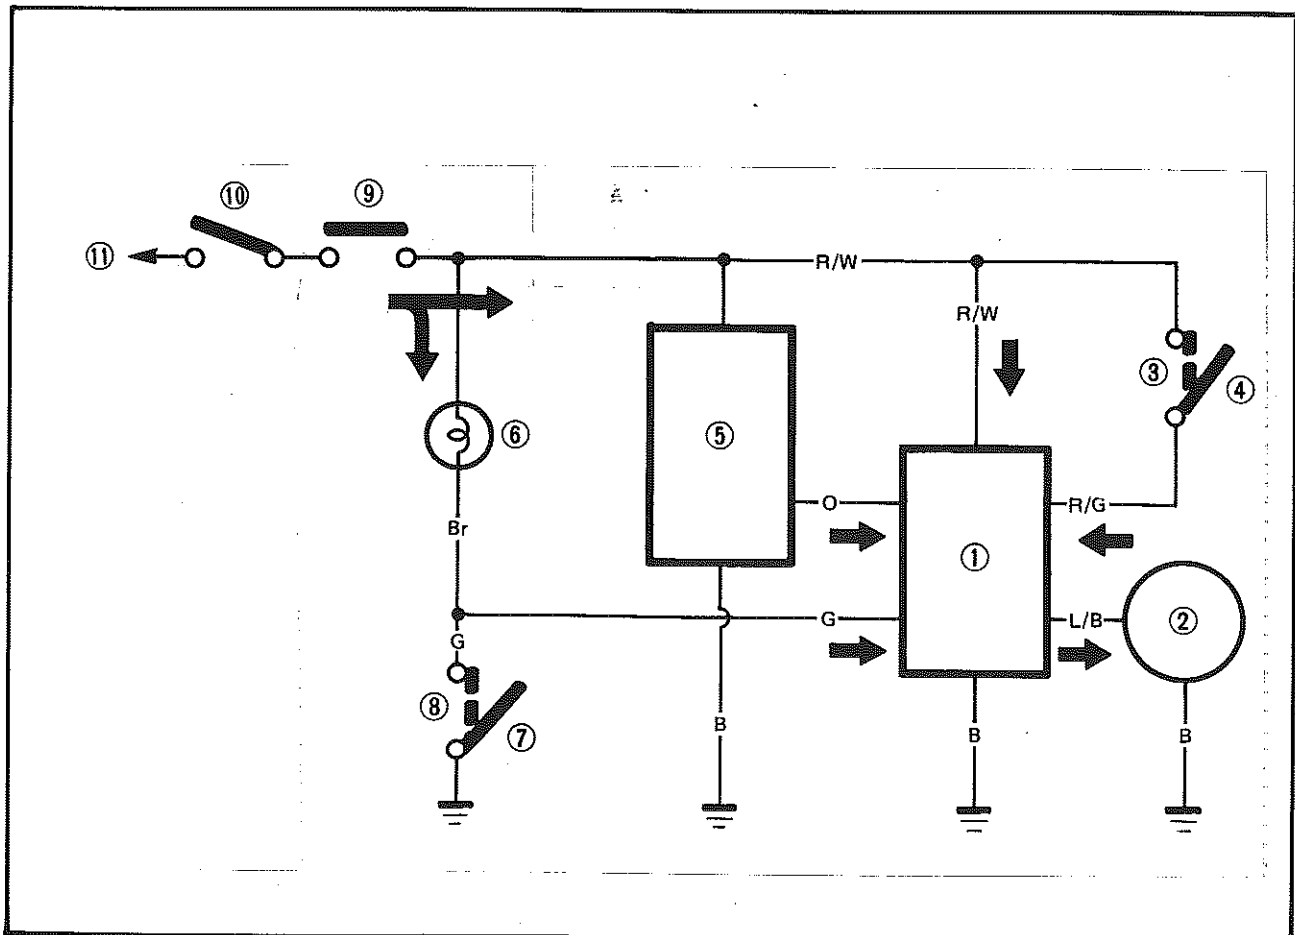 ⑩ ⑨
⑪
R/W
R/W
③ ④
⑥ ⑤
O R/G
Br
①
G L/B ②
G
⑧ ⑦
B B B